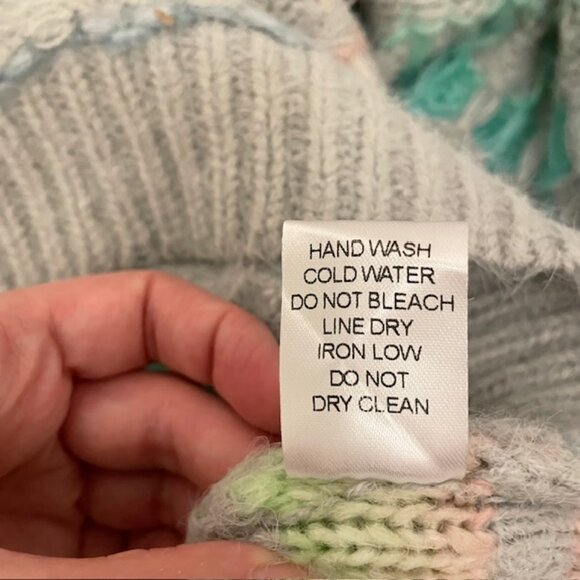 HAND WASH
COLD WATER
DO NOT BLEACH
LINE DRY
IRON LOW
DO NOT
DRY CLEAN